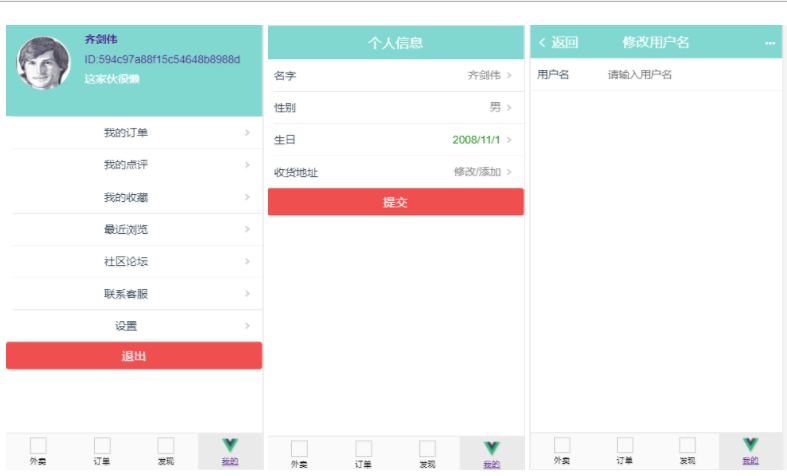 齐剑伟
ID:594c97a88f15c54648b8988d
这家伙很懒
我的订单
我的点评
我的收藏
最近浏览
社区论坛
联系客服
设置
退出
外卖 订单 发现 我的
个人信息
名字 齐剑伟
性别 男
生日 2008/11/1
收货地址 修改/添加
提交
外卖 订单 发现 我的
返回 修改用户名 ...
用户名 请输入用户名
外卖 订单 发现 我的